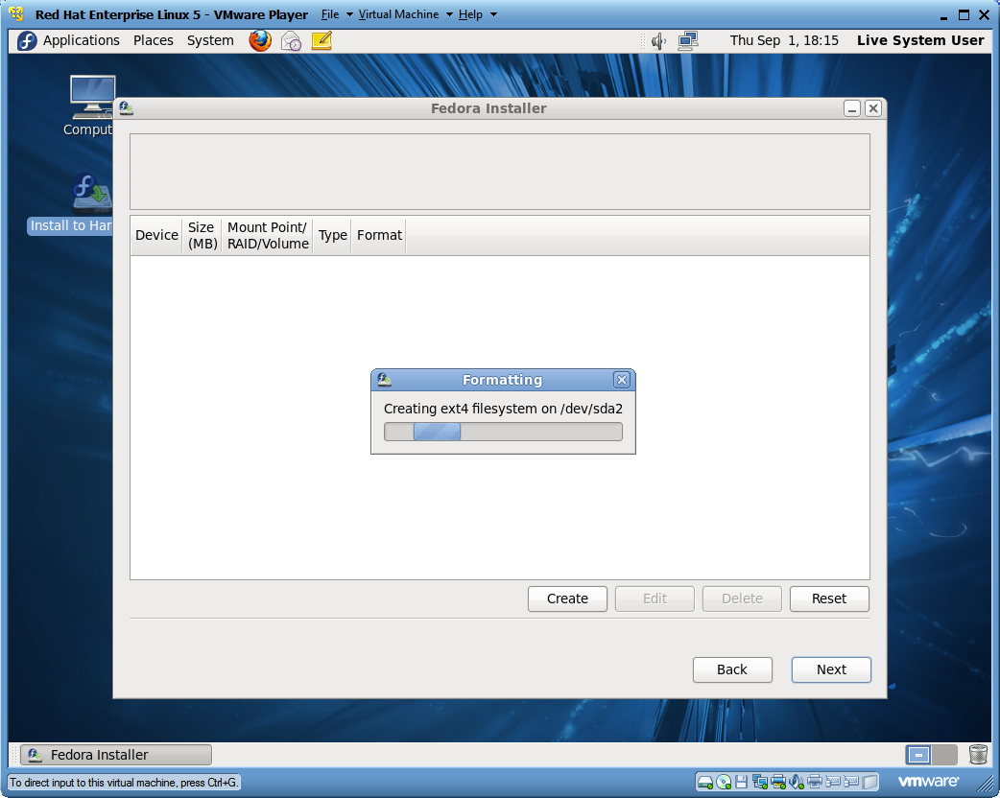 Red Hat Enterprise Linux 5 - VMware Player File Virtual Machine Help
Applications Places System Thu Sep 1, 18:15 Live System User
Comput
Install to Har
Fedora Installer
Device Size (MB) Mount Point/ RAID/Volume Type Format
Formatting
Creating ext4 filesystem on /dev/sda2
Create Edit Delete Reset
Back Next
Fedora Installer
To direct input to this virtual machine, press Ctrl+G.
vmware